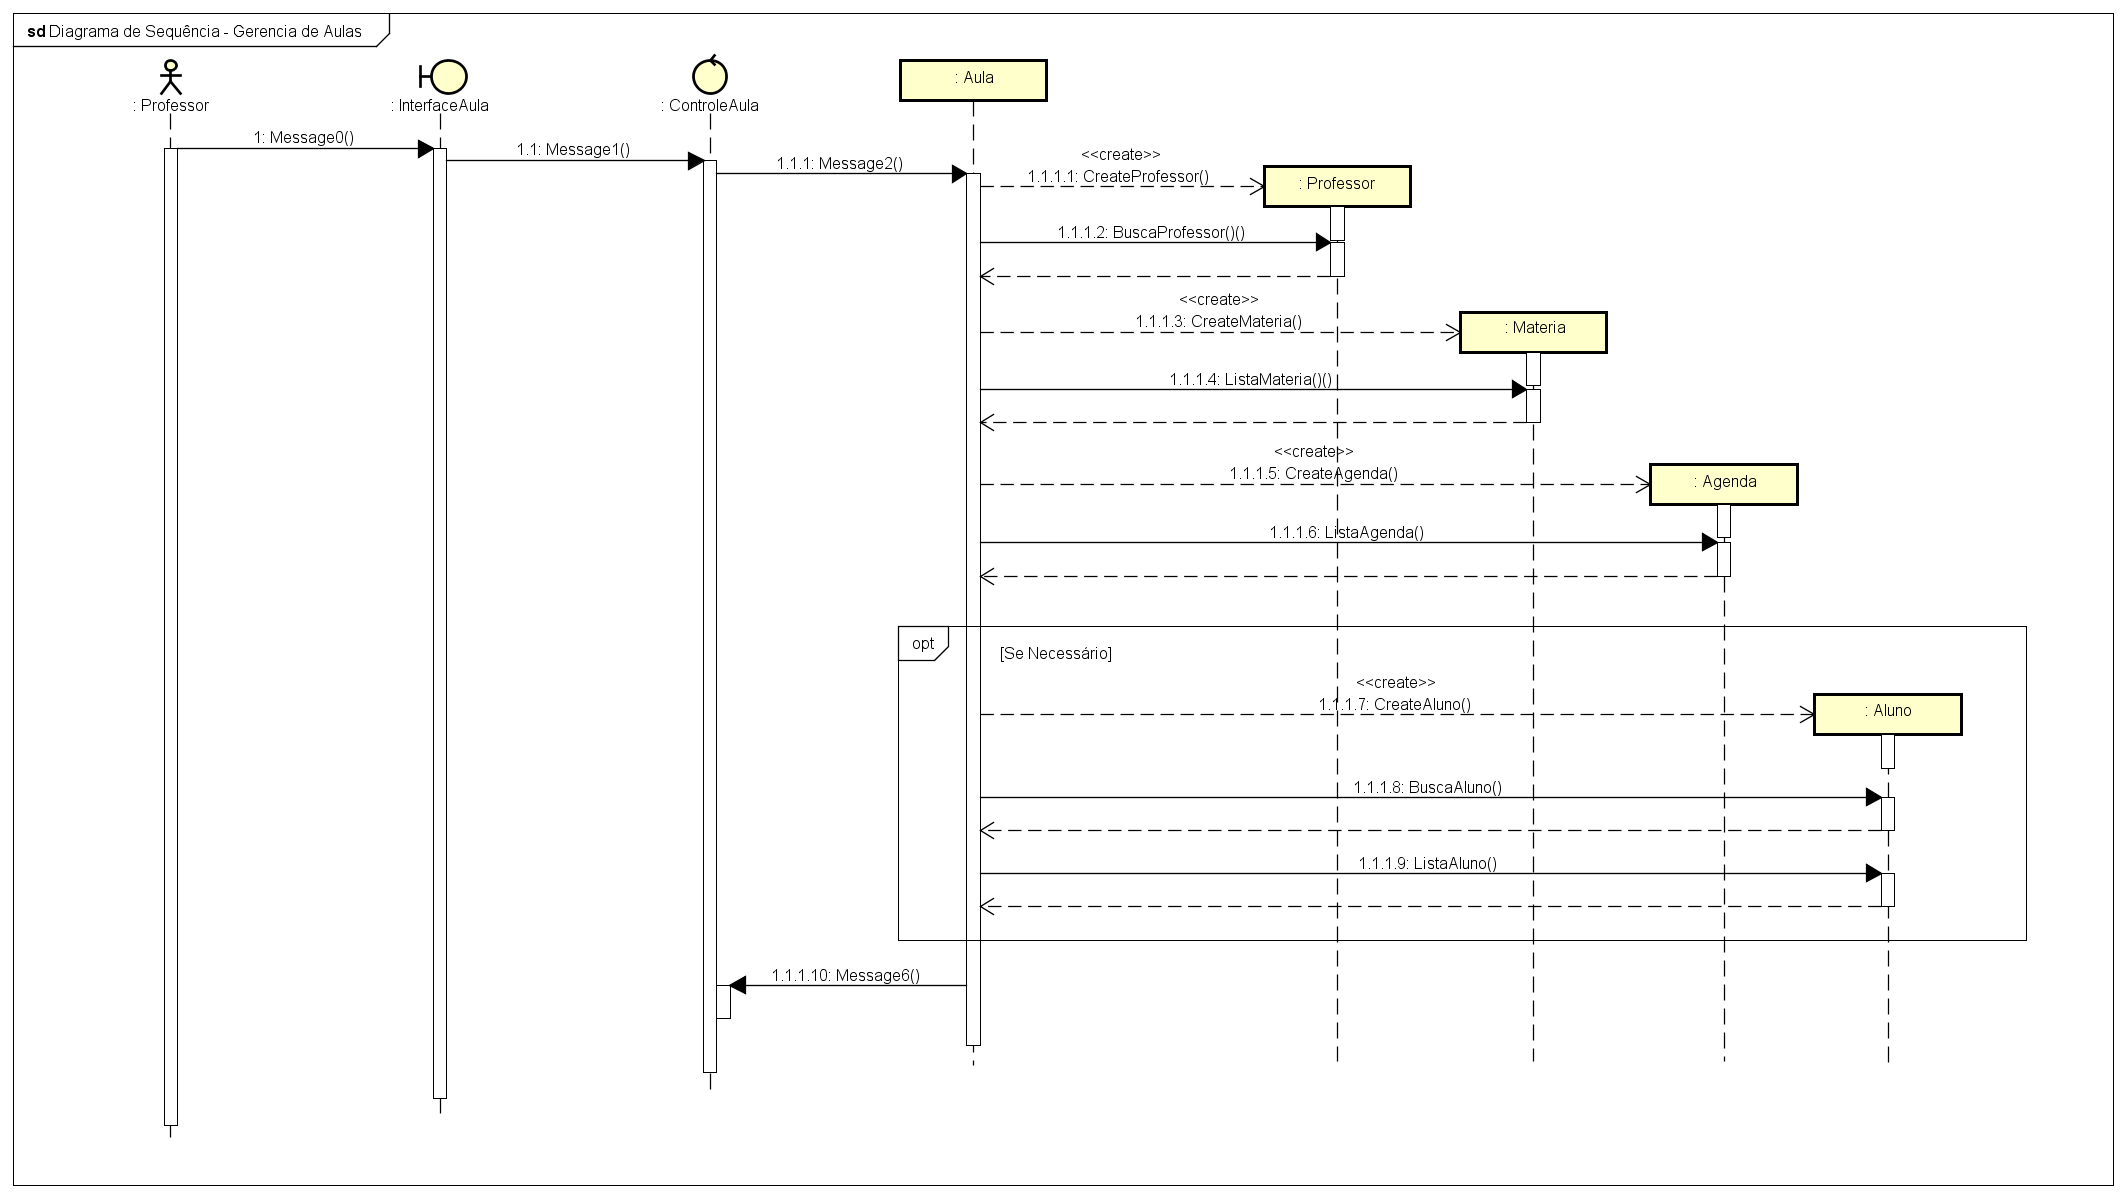 sd Diagrama de Sequência - Gerencia de Aulas
: Professor
: InterfaceAula
: ControleAula
: Aula
1: Message0()
1.1: Message1()
1.1.1: Message2()
<<create>>
1.1.1.1: CreateProfessor()
: Professor
1.1.1.2: BuscaProfessor()()
<<create>>
1.1.1.3: CreateMateria()
: Materia
1.1.1.4: ListaMateria()()
<<create>>
1.1.1.5: CreateAgenda()
: Agenda
1.1.1.6: ListaAgenda()
opt
[Se Necessário]
<<create>>
1.1.1.7: CreateAluno()
: Aluno
1.1.1.8: BuscaAluno()
1.1.1.9: ListaAluno()
1.1.1.10: Message6()